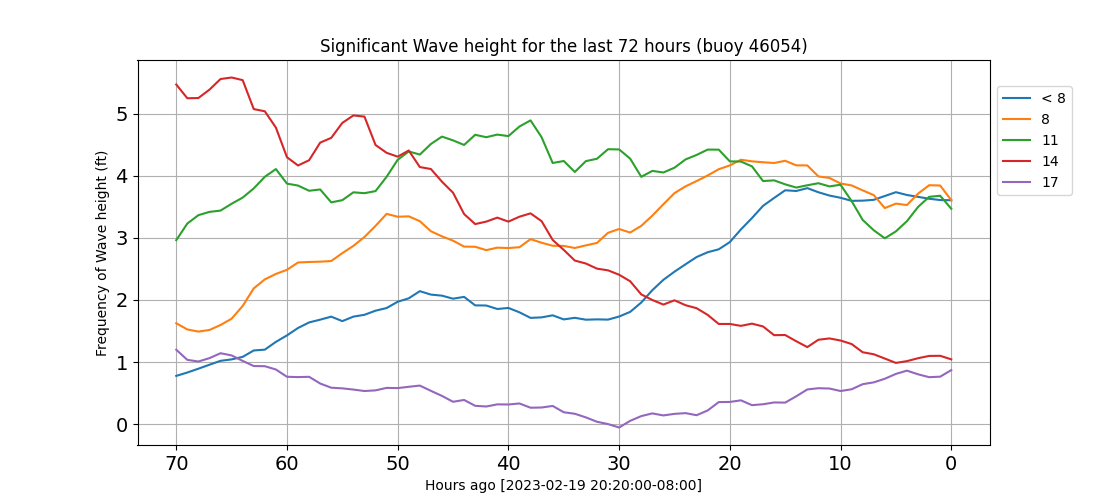 Significant Wave height for the last 72 hours (buoy 46054)
Frequency of Wave height (ft)
5
4
3
2
1
0
70 60 50 40 30 20 10 0
Hours ago [2023-02-19 20:20:00-08:00]
< 8
8
11
14
17